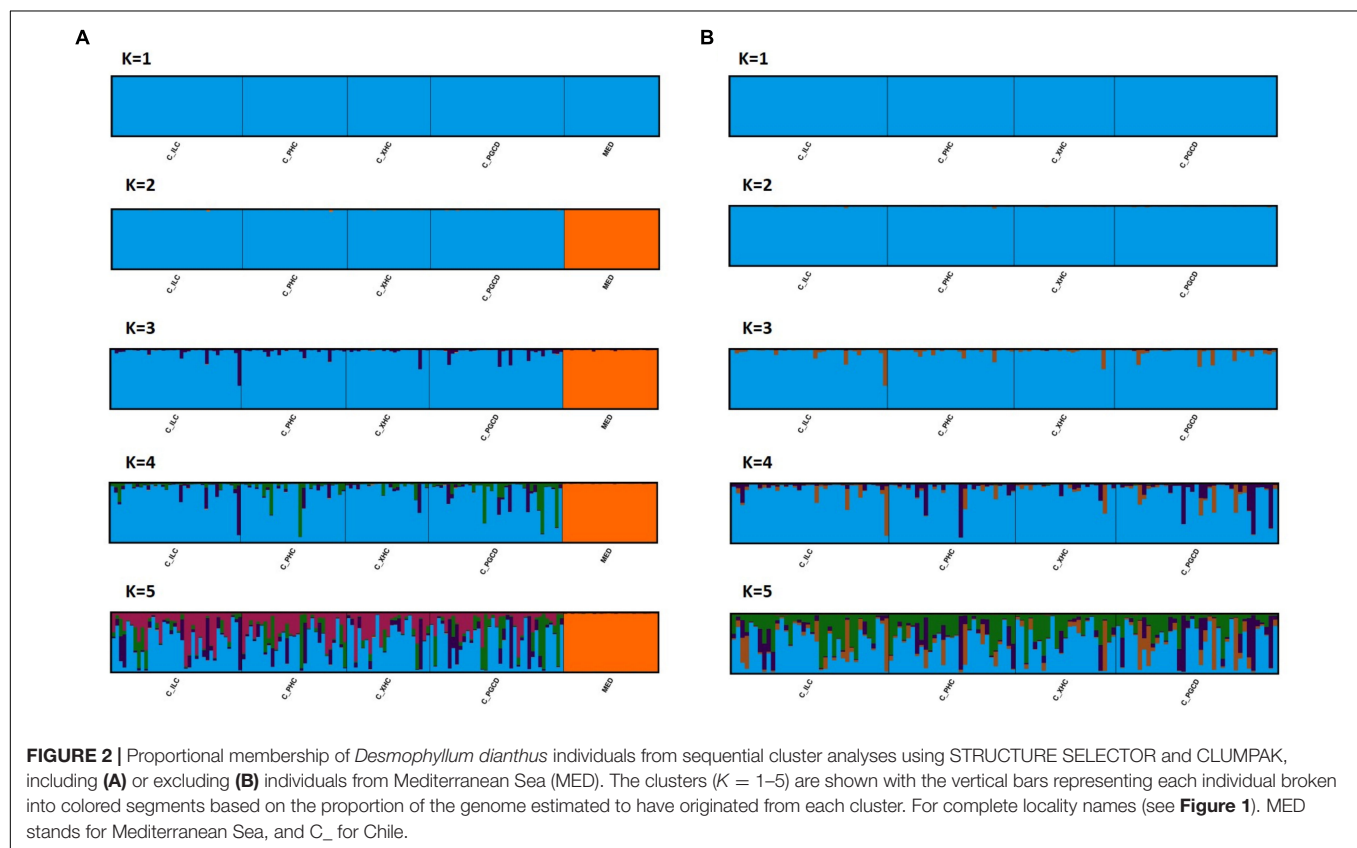 A
K=1
C_ILC C_PHC C_XHC C_PGCD MED
K=2
C_ILC C_PHC C_XHC C_PGCD MED
K=3
C_ILC C_PHC C_XHC C_PGCD MED
K=4
C_ILC C_PHC C_XHC C_PGCD MED
K=5
C_ILC C_PHC C_XHC C_PGCD MED
B
K=1
C_ILC C_PHC C_XHC C_PGCD
K=2
C_ILC C_PHC C_XHC C_PGCD
K=3
C_ILC C_PHC C_XHC C_PGCD
K=4
C_ILC C_PHC C_XHC C_PGCD
K=5
C_ILC C_PHC C_XHC C_PGCD
FIGURE 2 | Proportional membership of Desmophyllum dianthus individuals from sequential cluster analyses using STRUCTURE SELECTOR and CLUMPAK,
including (A) or excluding (B) individuals from Mediterranean Sea (MED). The clusters (K = 1–5) are shown with the vertical bars representing each individual broken
into colored segments based on the proportion of the genome estimated to have originated from each cluster. For complete locality names (see Figure 1). MED
stands for Mediterranean Sea, and C_ for Chile.